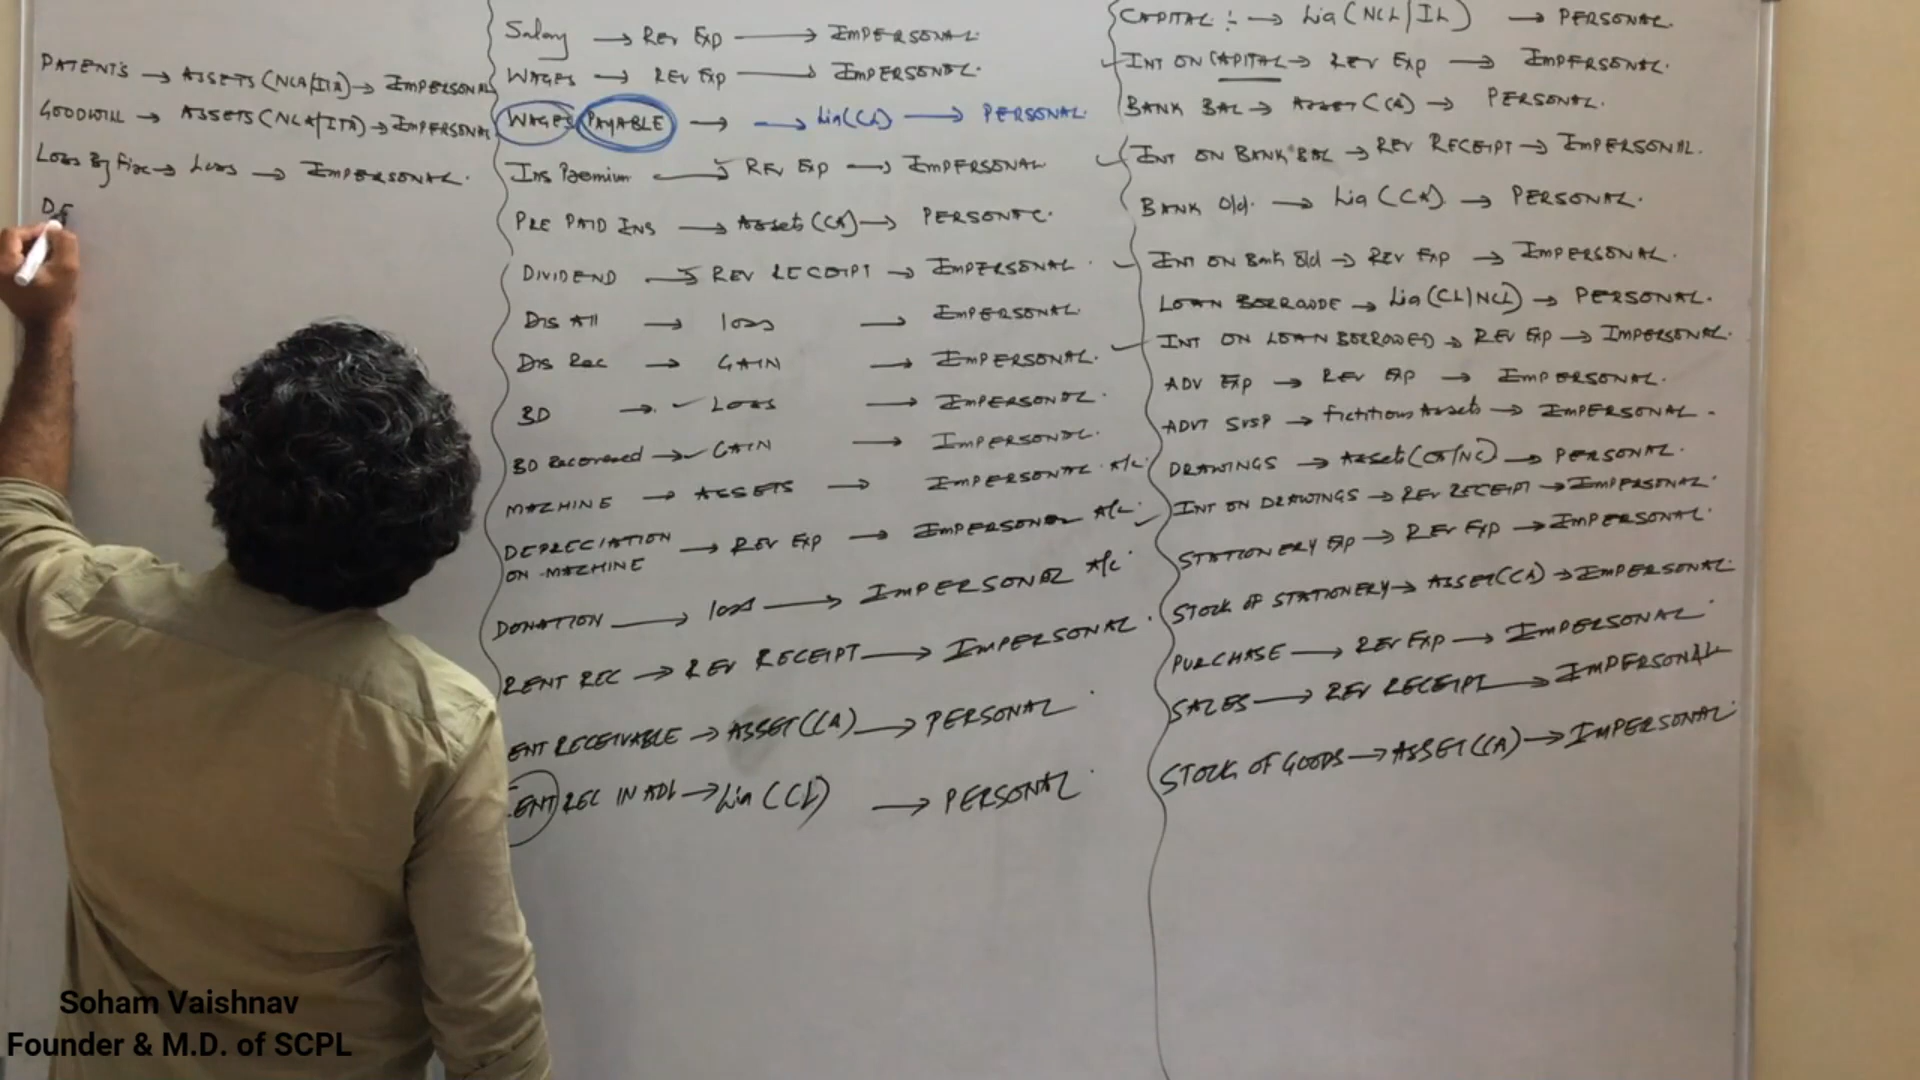 PATENTS → ASSETS (NCA/ITA) → IMPERSONAL
GOODWILL → ASSETS (NCA/ITA) → IMPERSONAL
Loss By Fire → Loss → IMPERSONAL.
Salary → Rev Exp → IMPERSONAL.
WAGES → REV EXP → IMPERSONAL.
WAGES PAYABLE → → Lia(CL) → PERSONAL.
Ins Premium → REV EXP → IMPERSONAL
PRE PAID INS → Assets (CA) → PERSONAL.
DIVIDEND → REV RECEIPT → IMPERSONAL
Dis All → loss → IMPERSONAL.
Dis Rec → GAIN → IMPERSONAL.
BD → Loss → IMPERSONAL.
BD Recovered → GAIN → IMPERSONAL.
MACHINE → ASSETS → IMPERSONAL A/c.
DEPRECIATION ON MACHINE → REV EXP → IMPERSONAL A/c.
DONATION → loss → IMPERSONAL A/c.
RENT REC → REV RECEIPT → IMPERSONAL.
ENT RECEIVABLE → ASSET (CA) → PERSONAL
ENT REC IN ADV → Lia (CL) → PERSONAL.
CAPITAL :- → Lia (NCL/IL) → PERSONAL.
INT ON CAPITAL → REV EXP → IMPERSONAL.
BANK BAL → ASSET (CA) → PERSONAL.
INT ON BANK BAL → REV RECEIPT → IMPERSONAL.
BANK O/d. → Lia (CA). → PERSONAL.
INT ON Bank O/d → REV EXP → IMPERSONAL.
LOAN BORROWDE → Lia (CL/NCL) → PERSONAL.
INT ON LOAN BORROWED → REV EXP → IMPERSONAL.
ADV EXP → REV EXP → IMPERSONAL.
ADVT SUSP → Fictitious Assets → IMPERSONAL.
DRAWINGS → Assets → PERSONAL.
INT ON DRAWINGS → REV RECEIPT → IMPERSONAL.
STATIONERY EXP → REV EXP → IMPERSONAL.
STOCK OF STATIONERY → ASSET (CA) → IMPERSONAL.
PURCHASE → REV EXP → IMPERSONAL.
SALES → REV RECEIPT → IMPERSONAL
STOCK OF GOODS → ASSET (CA) → IMPERSONAL.
Soham Vaishnav
Founder & M.D. of SCPL